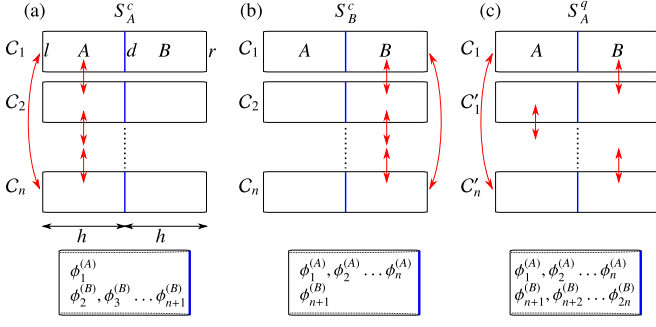 (a) S_A^c (b) S_B^c (c) S_A^q
C_1 l A d B r C_1 A B C_1 A B
C_2 C_2 C'_1
C_n C_n C'_n
h h
ϕ_1^{(A)} ϕ_1^{(A)}, ϕ_2^{(A)} … ϕ_n^{(A)} ϕ_1^{(A)}, ϕ_2^{(A)} … ϕ_n^{(A)}
ϕ_2^{(B)}, ϕ_3^{(B)} … ϕ_{n+1}^{(B)} ϕ_{n+1}^{(B)} ϕ_{n+1}^{(B)}, ϕ_{n+2}^{(B)} … ϕ_{2n}^{(B)}